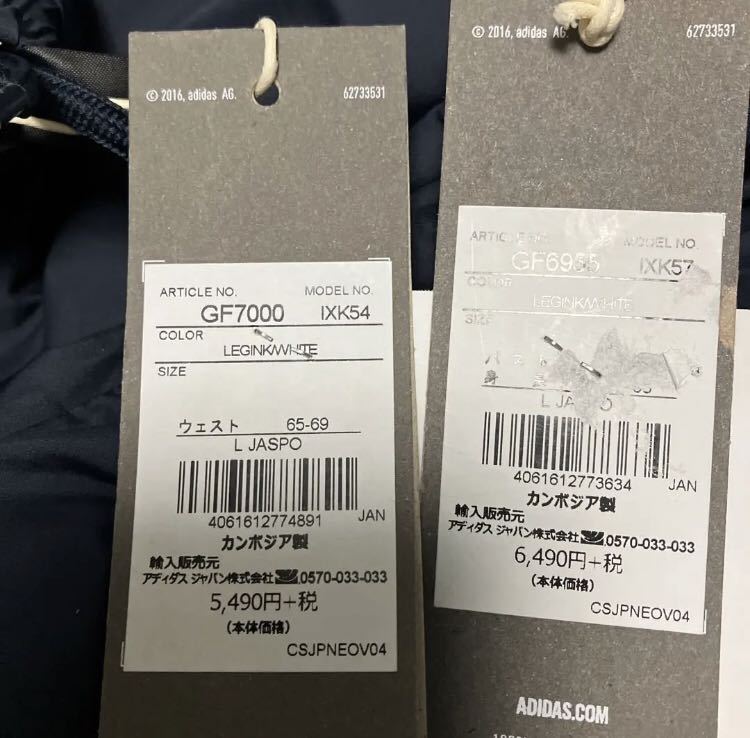 © 2016, adidas AG.
62733531
ARTICLE NO. MODEL NO.
GF7000 IXK54
COLOR
LEGINK/WHITE
SIZE
ウェスト 65-69
L JASPO
4061612774891 JAN
カンボジア製
輸入販売元
アディダス ジャパン株式会社 0570-033-033
5,490円+税
(本体価格)
CSJPNEOV04
© 2016, adidas AG.
62733531
MODEL NO.
IXK57
COLOR
LEGINK/WHITE
SIZE
4061612773634 JAN
カンボジア製
輸入販売元
アディダス ジャパン株式会社 0570-033-033
6,490円+税
(本体価格)
CSJPNEOV04
ADIDAS.COM